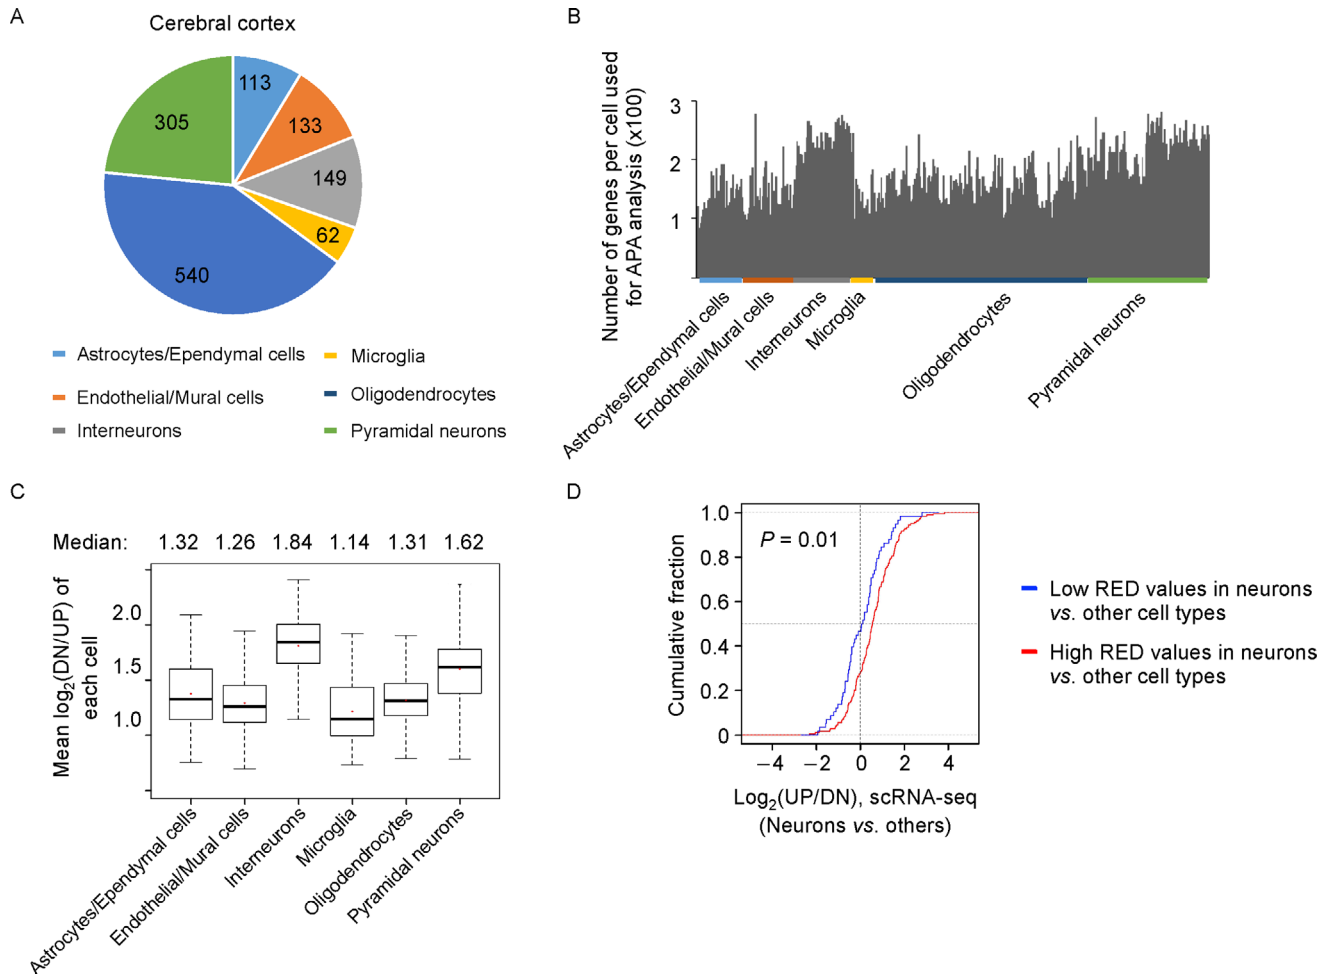 A
Cerebral cortex
113
133
149
62
540
305
Astrocytes/Ependymal cells
Endothelial/Mural cells
Interneurons
Microglia
Oligodendrocytes
Pyramidal neurons
B
Number of genes per cell used
for APA analysis (x100)
3
2
1
Astrocytes/Ependymal cells
Endothelial/Mural cells
Interneurons
Microglia
Oligodendrocytes
Pyramidal neurons
C
Median: 1.32 1.26 1.84 1.14 1.31 1.62
Mean log2(DN/UP) of
each cell
2.0
1.5
1.0
Astrocytes/Ependymal cells
Endothelial/Mural cells
Interneurons
Microglia
Oligodendrocytes
Pyramidal neurons
D
Cumulative fraction
1.0
0.8
0.6
0.4
0.2
0
P = 0.01
−4 −2 0 2 4
Log2(UP/DN), scRNA-seq
(Neurons vs. others)
Low RED values in neurons
vs. other cell types
High RED values in neurons
vs. other cell types